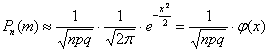 Pₙ(m) ≈ 1/√(npq) · 1/√(2π) · e^(−x²/2) = 1/√(npq) · φ(x)